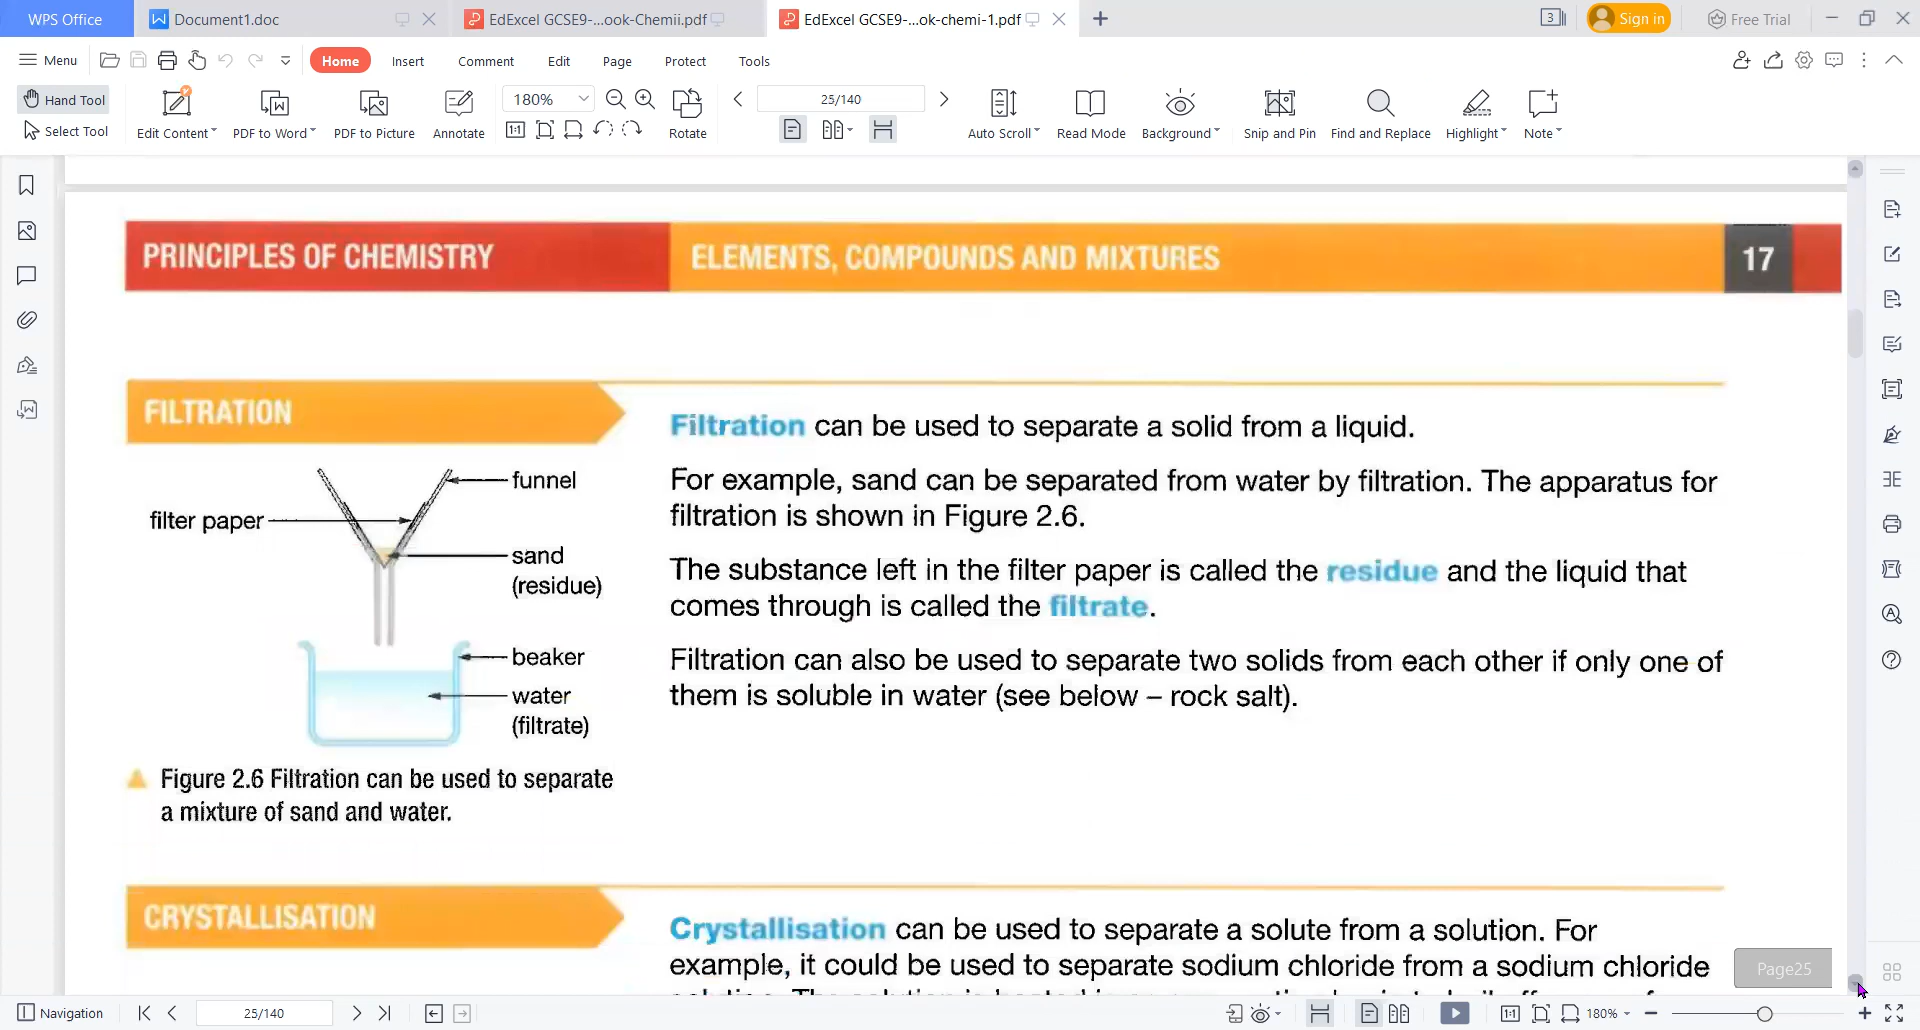 WPS Office
Document1.doc
EdExcel GCSE9-...ook-Chemii.pdf
EdExcel GCSE9-...ok-chemi-1.pdf
3
Sign in
Free Trial
Menu
Home
Insert
Comment
Edit
Page
Protect
Tools
Hand Tool
Select Tool
Edit Content
PDF to Word
PDF to Picture
Annotate
180%
1:1
Rotate
25/140
Auto Scroll
Read Mode
Background
Snip and Pin
Find and Replace
Highlight
Note
PRINCIPLES OF CHEMISTRY
ELEMENTS, COMPOUNDS AND MIXTURES
17
FILTRATION
funnel
filter paper
sand
(residue)
beaker
water
(filtrate)
Figure 2.6 Filtration can be used to separate
a mixture of sand and water.
Filtration can be used to separate a solid from a liquid.
For example, sand can be separated from water by filtration. The apparatus for
filtration is shown in Figure 2.6.
The substance left in the filter paper is called the residue and the liquid that
comes through is called the filtrate.
Filtration can also be used to separate two solids from each other if only one of
them is soluble in water (see below – rock salt).
CRYSTALLISATION
Crystallisation can be used to separate a solute from a solution. For
example, it could be used to separate sodium chloride from a sodium chloride
Page25
Navigation
25/140
1:1
180%